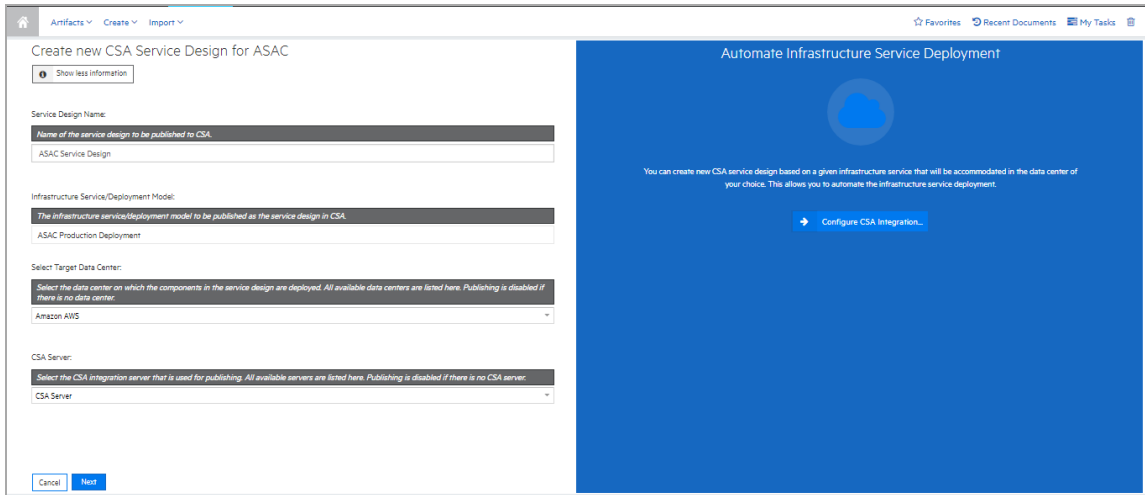 Artifacts Create Import
Favorites Recent Documents My Tasks
Create new CSA Service Design for ASAC
Show less information
Service Design Name:
Name of the service design to be published to CSA.
ASAC Service Design
Infrastructure Service/Deployment Model:
The infrastructure service/deployment model to be published as the service design in CSA.
ASAC Production Deployment
Select Target Data Center:
Select the data center on which the components in the service design are deployed. All available data centers are listed here. Publishing is disabled if
there is no data center.
Amazon AWS
CSA Server:
Select the CSA integration server that is used for publishing. All available servers are listed here. Publishing is disabled if there is no CSA server.
CSA Server
Cancel Next
Automate Infrastructure Service Deployment
You can create new CSA service design based on a given infrastructure service that will be accommodated in the data center of
your choice. This allows you to automate the infrastructure service deployment.
Configure CSA Integration...